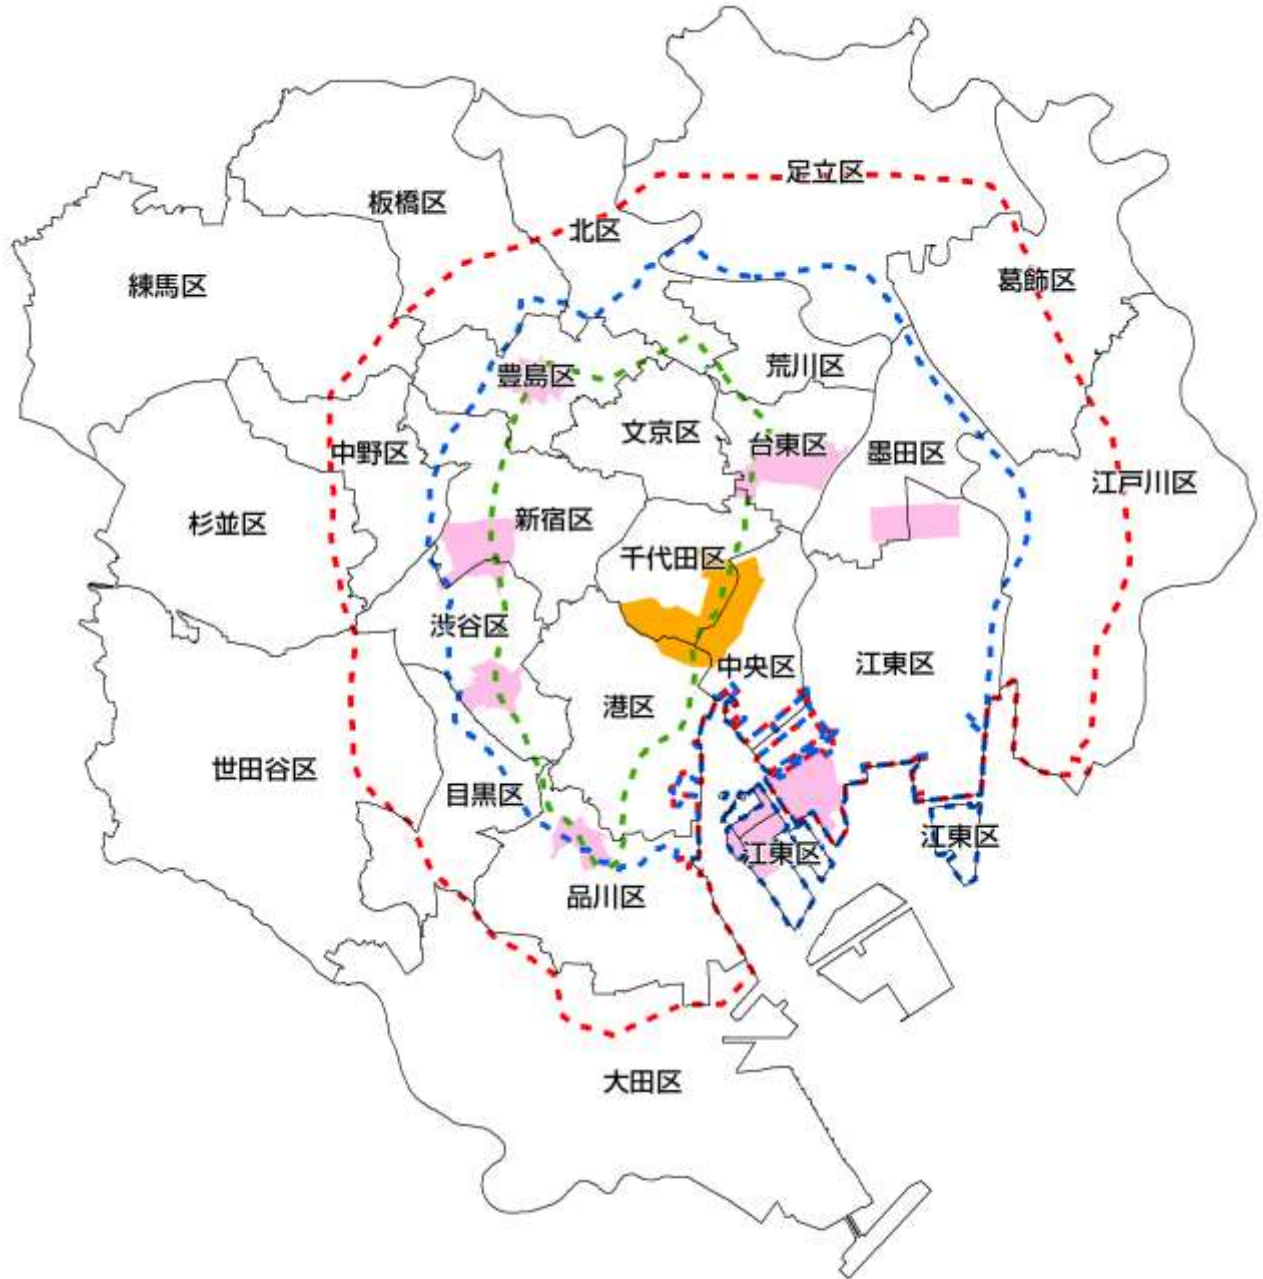 足立区
板橋区
北区
練馬区
葛飾区
荒川区
豊島区
文京区
台東区
墨田区
中野区
江戸川区
杉並区
新宿区
千代田区
渋谷区
中央区
江東区
港区
世田谷区
目黒区
江東区
江東区
品川区
大田区